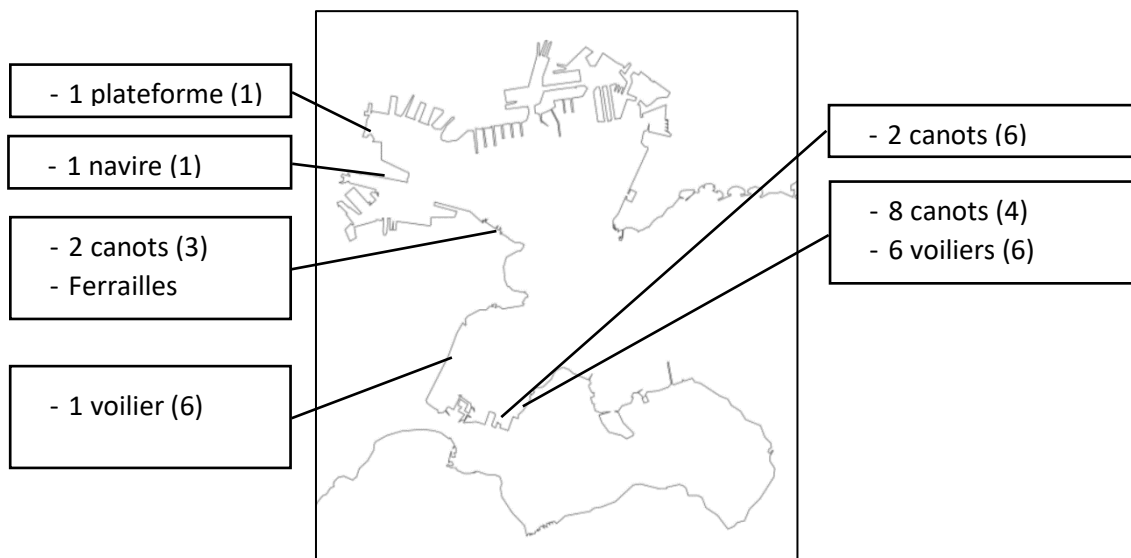 - 1 plateforme (1)
- 1 navire (1)
- 2 canots (3)
- Ferrailles
- 1 voilier (6)
- 2 canots (6)
- 8 canots (4)
- 6 voiliers (6)